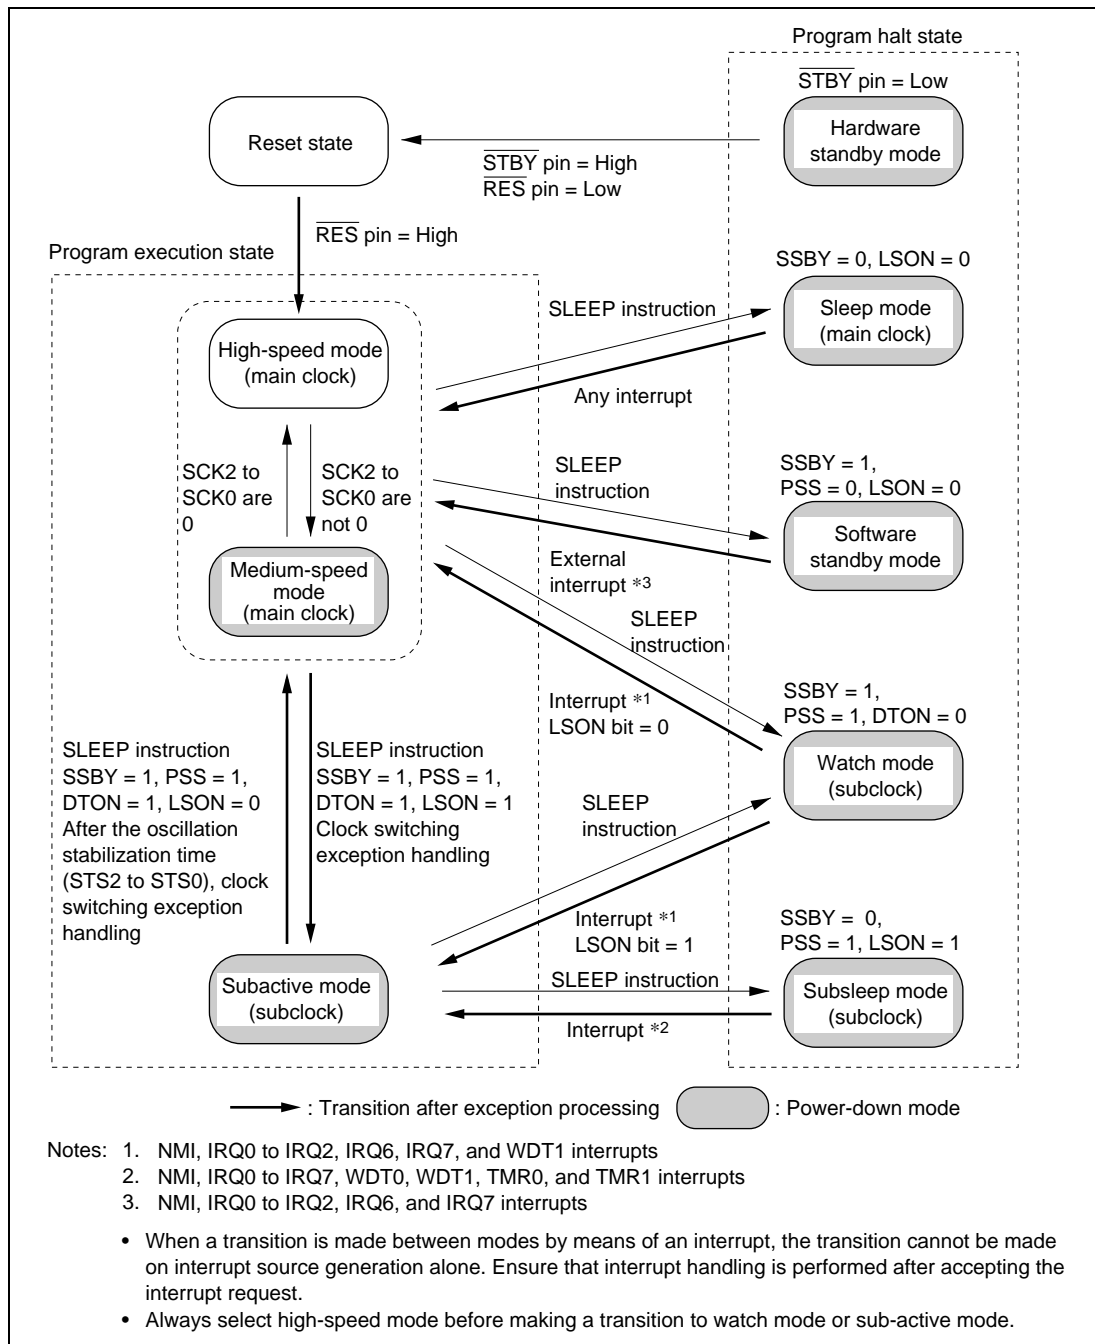 Program halt state
STBY pin = Low
Hardware
standby mode
Reset state
STBY pin = High
RES pin = Low
RES pin = High
Program execution state
SSBY = 0, LSON = 0
Sleep mode
(main clock)
SLEEP instruction
Any interrupt
High-speed mode
(main clock)
SCK2 to
SCK0 are
0
SCK2 to
SCK0 are
not 0
SLEEP
instruction
SSBY = 1,
PSS = 0, LSON = 0
Software
standby mode
External
interrupt *3
Medium-speed
mode
(main clock)
SLEEP
instruction
Interrupt *1
LSON bit = 0
SSBY = 1,
PSS = 1, DTON = 0
Watch mode
(subclock)
SLEEP instruction
SSBY = 1, PSS = 1,
DTON = 1, LSON = 0
After the oscillation
stabilization time
(STS2 to STS0), clock
switching exception
handling
SLEEP instruction
SSBY = 1, PSS = 1,
DTON = 1, LSON = 1
Clock switching
exception handling
SLEEP
instruction
Interrupt *1
LSON bit = 1
SSBY = 0,
PSS = 1, LSON = 1
Subactive mode
(subclock)
SLEEP instruction
Interrupt *2
Subsleep mode
(subclock)
: Transition after exception processing
: Power-down mode
Notes: 1. NMI, IRQ0 to IRQ2, IRQ6, IRQ7, and WDT1 interrupts
2. NMI, IRQ0 to IRQ7, WDT0, WDT1, TMR0, and TMR1 interrupts
3. NMI, IRQ0 to IRQ2, IRQ6, and IRQ7 interrupts
• When a transition is made between modes by means of an interrupt, the transition cannot be made
on interrupt source generation alone. Ensure that interrupt handling is performed after accepting the
interrupt request.
• Always select high-speed mode before making a transition to watch mode or sub-active mode.